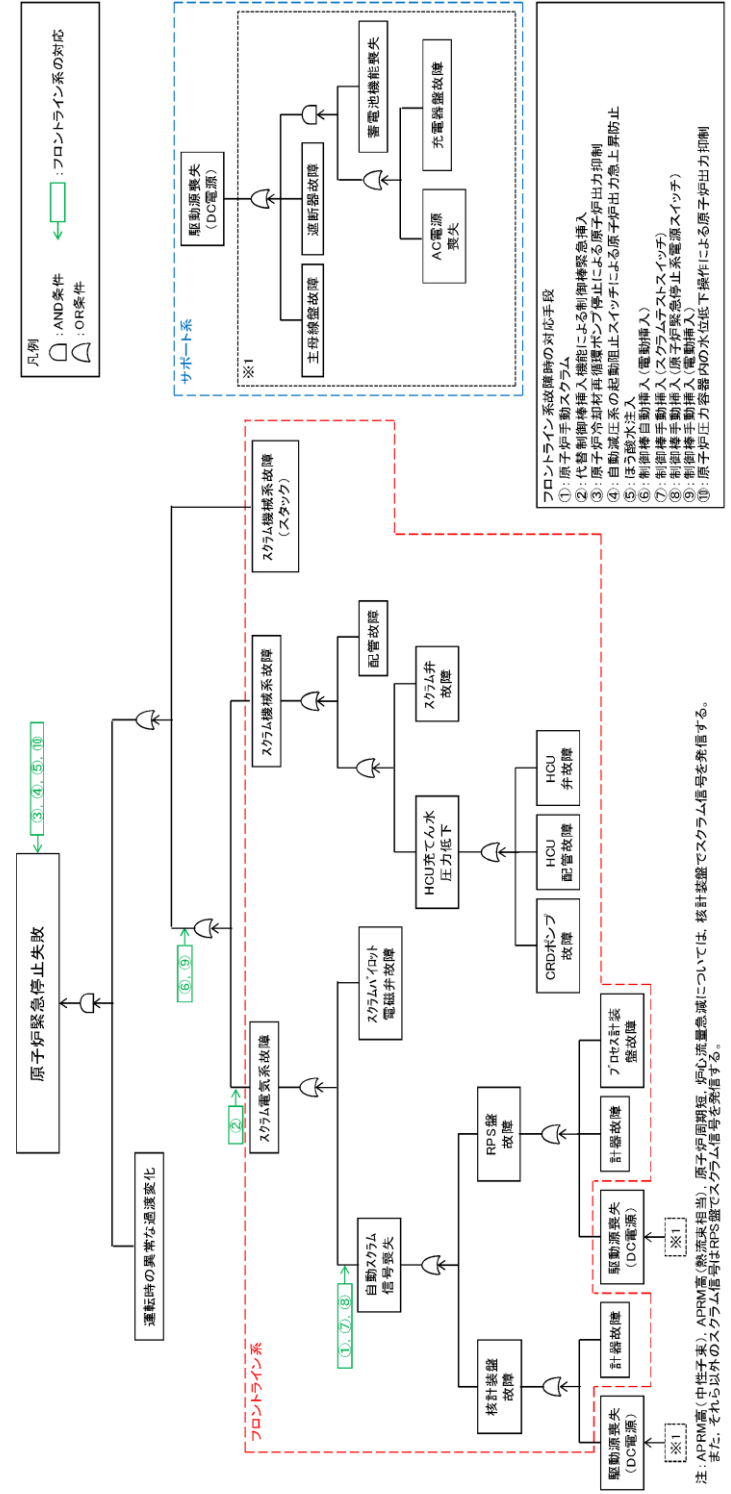 原子炉緊急停止失敗
③, ④, ⑤, ⑩
運転時の異常な過渡変化
⑥, ⑨
②
フロントライン系
スクラム電気系故障
スクラム機械系故障
スクラム機械系故障
(スタック)
①, ⑦, ⑧
自動スクラム
信号喪失
スクラムパイロット
電磁弁故障
配管故障
HCU充てん水
圧力低下
スクラム弁
故障
核計装盤
故障
RPS盤
故障
CRDポンプ
故障
HCU
配管故障
HCU
弁故障
駆動源喪失
(DC電源)
計器故障
駆動源喪失
(DC電源)
計器故障
プロセス計装
盤故障
※1
※1
注：APRM高(中性子束)，APRM高(熱流束相当)，原子炉周期短，炉心流量急減については，核計装盤でスクラム信号を発信する。
また，それら以外のスクラム信号はRPS盤でスクラム信号を発信する。
凡例
：AND条件
：OR条件
：フロントライン系の対応
サポート系
駆動源喪失
(DC電源)
※1
主母線盤故障
遮断器故障
蓄電池機能喪失
AC電源
喪失
充電器盤故障
フロントライン系故障時の対応手段
①：原子炉手動スクラム
②：代替制御棒挿入機能による制御棒緊急挿入
③：原子炉冷却材再循環ポンプ停止による原子炉出力抑制
④：自動減圧系の起動阻止スイッチによる原子炉出力急上昇防止
⑤：ほう酸水注入
⑥：制御棒自動挿入(電動挿入)
⑦：制御棒手動挿入(スクラムテストスイッチ)
⑧：制御棒手動挿入(原子炉緊急停止系電源スイッチ)
⑨：制御棒手動挿入(電動挿入)
⑩：原子炉圧力容器内の水位低下操作による原子炉出力抑制